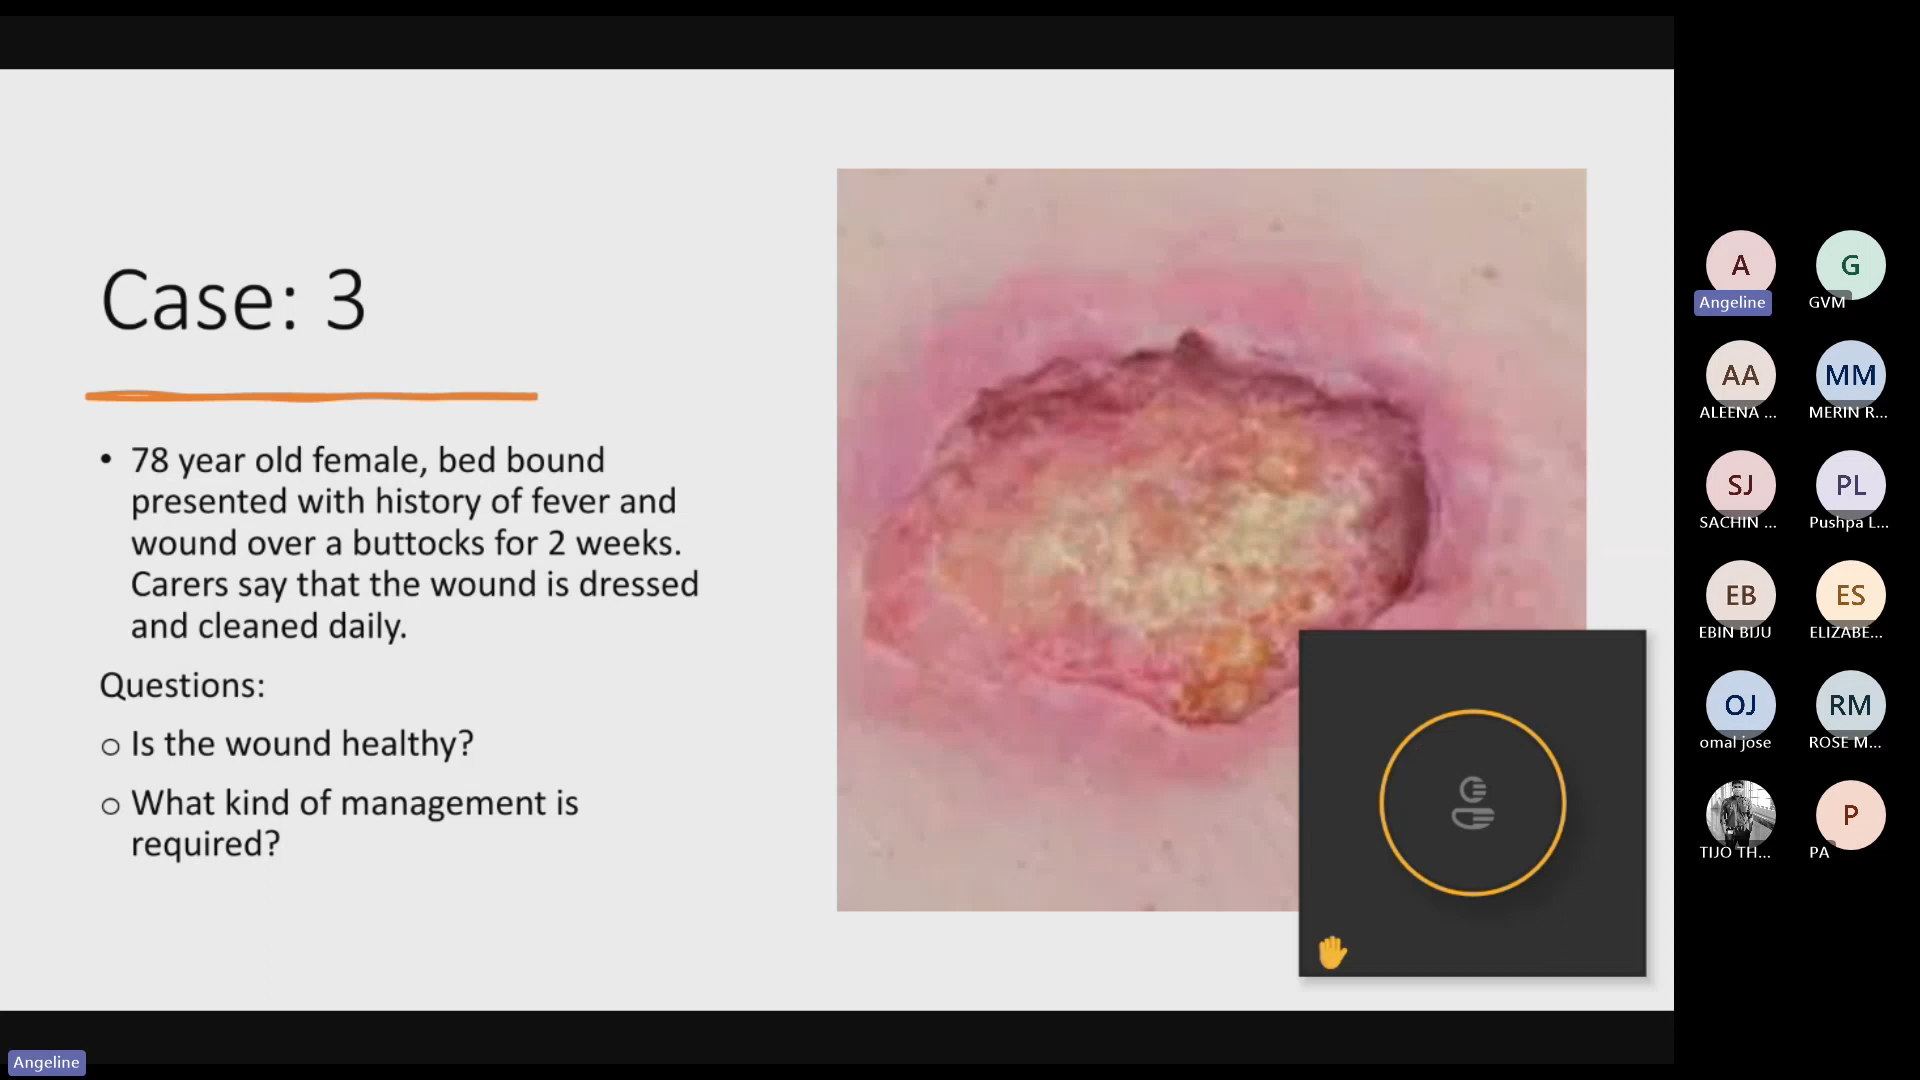 Case: 3
• 78 year old female, bed bound
presented with history of fever and
wound over a buttocks for 2 weeks.
Carers say that the wound is dressed
and cleaned daily.
Questions:
o Is the wound healthy?
o What kind of management is
required?
A
Angeline
G
GVM
AA
ALEENA ...
MM
MERIN R...
SJ
SACHIN ...
PL
Pushpa L...
EB
EBIN BIJU
ES
ELIZABE...
OJ
omal jose
RM
ROSE M...
TIJO TH...
P
PA
Angeline